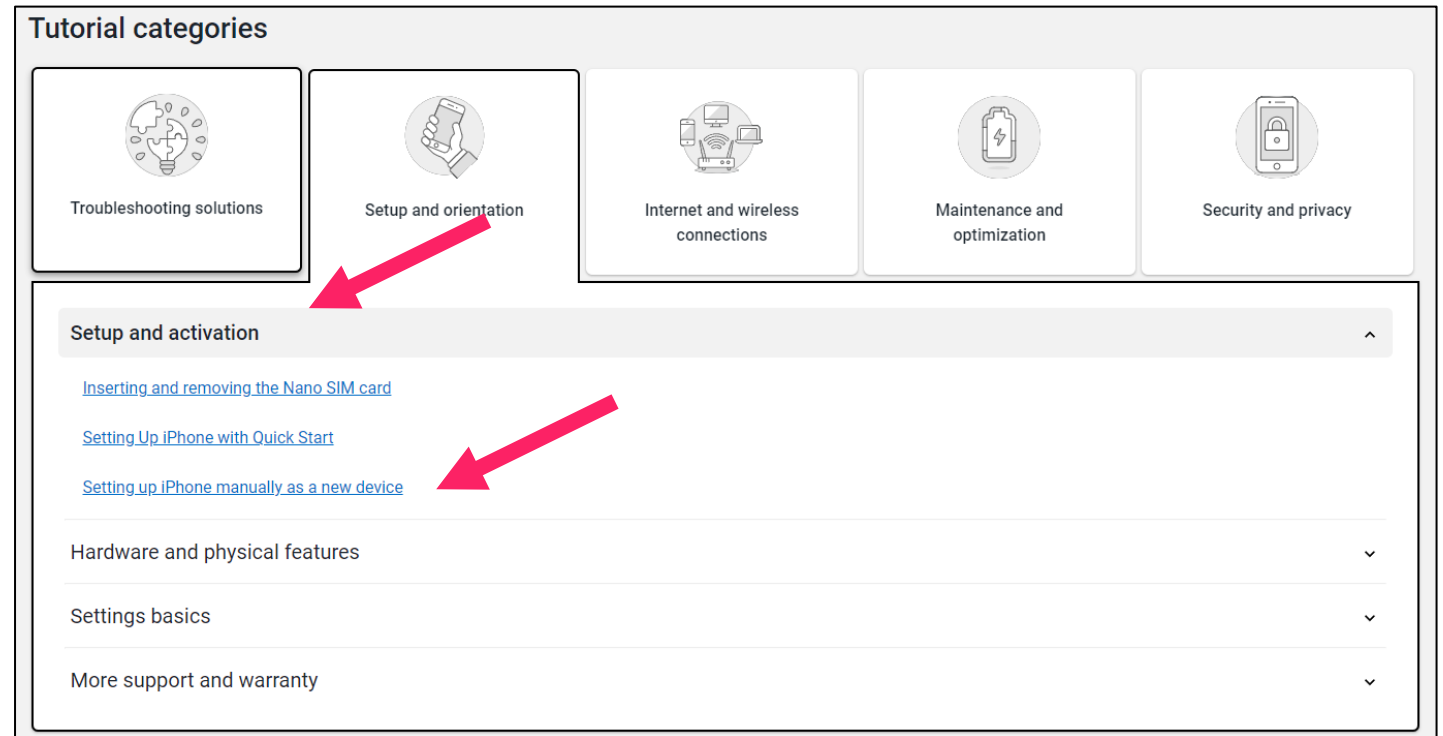 Tutorial categories
Troubleshooting solutions
Setup and orientation
Internet and wireless
connections
Maintenance and
optimization
Security and privacy
Setup and activation
Inserting and removing the Nano SIM card
Setting Up iPhone with Quick Start
Setting up iPhone manually as a new device
Hardware and physical features
Settings basics
More support and warranty